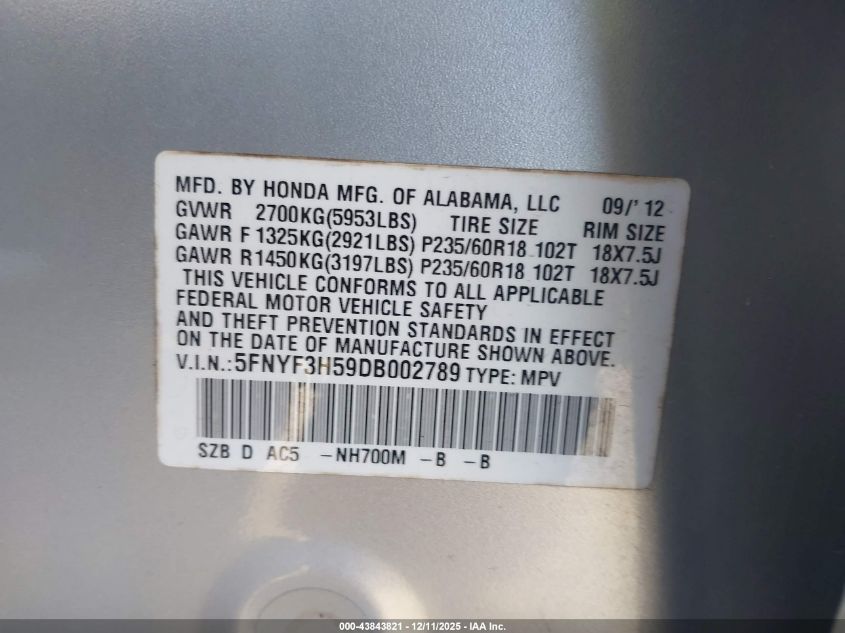 MFD. BY HONDA MFG. OF ALABAMA, LLC 09/' 12
GVWR 2700KG(5953LBS) TIRE SIZE RIM SIZE
GAWR F 1325KG(2921LBS) P235/60R18 102T 18X7.5J
GAWR R1450KG(3197LBS) P235/60R18 102T 18X7.5J
THIS VEHICLE CONFORMS TO ALL APPLICABLE
FEDERAL MOTOR VEHICLE SAFETY
AND THEFT PREVENTION STANDARDS IN EFFECT
ON THE DATE OF MANUFACTURE SHOWN ABOVE.
V.I.N.:5FNYF3H59DB002789 TYPE: MPV
SZB D AC5 -NH700M -B -B
000-43843821 - 12/11/2025 - IAA Inc.